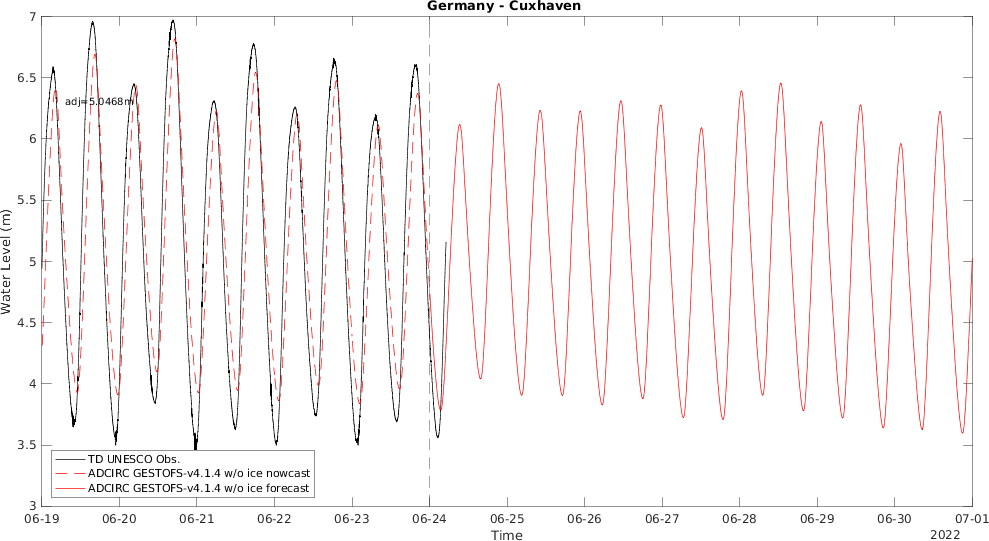 Germany - Cuxhaven
7
6.5
6
5.5
5
4.5
4
3.5
3
Water Level (m)
adj=5.0468m
TD UNESCO Obs.
ADCIRC GESTOFS-v4.1.4 w/o ice nowcast
ADCIRC GESTOFS-v4.1.4 w/o ice forecast
06-19 06-20 06-21 06-22 06-23 06-24 06-25 06-26 06-27 06-28 06-29 06-30 07-01
Time
2022